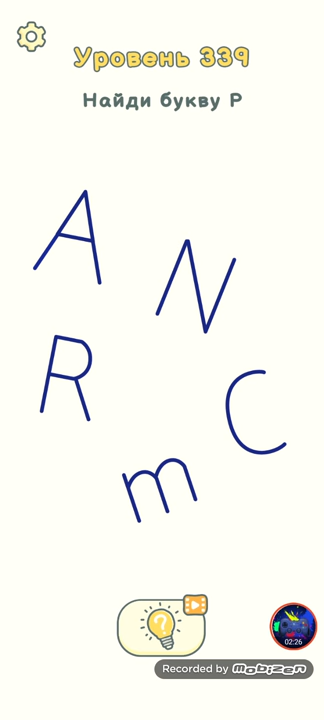 Уровень 339
Найди букву Р
A
N
R
C
m
?
02:26
Recorded by mobizen